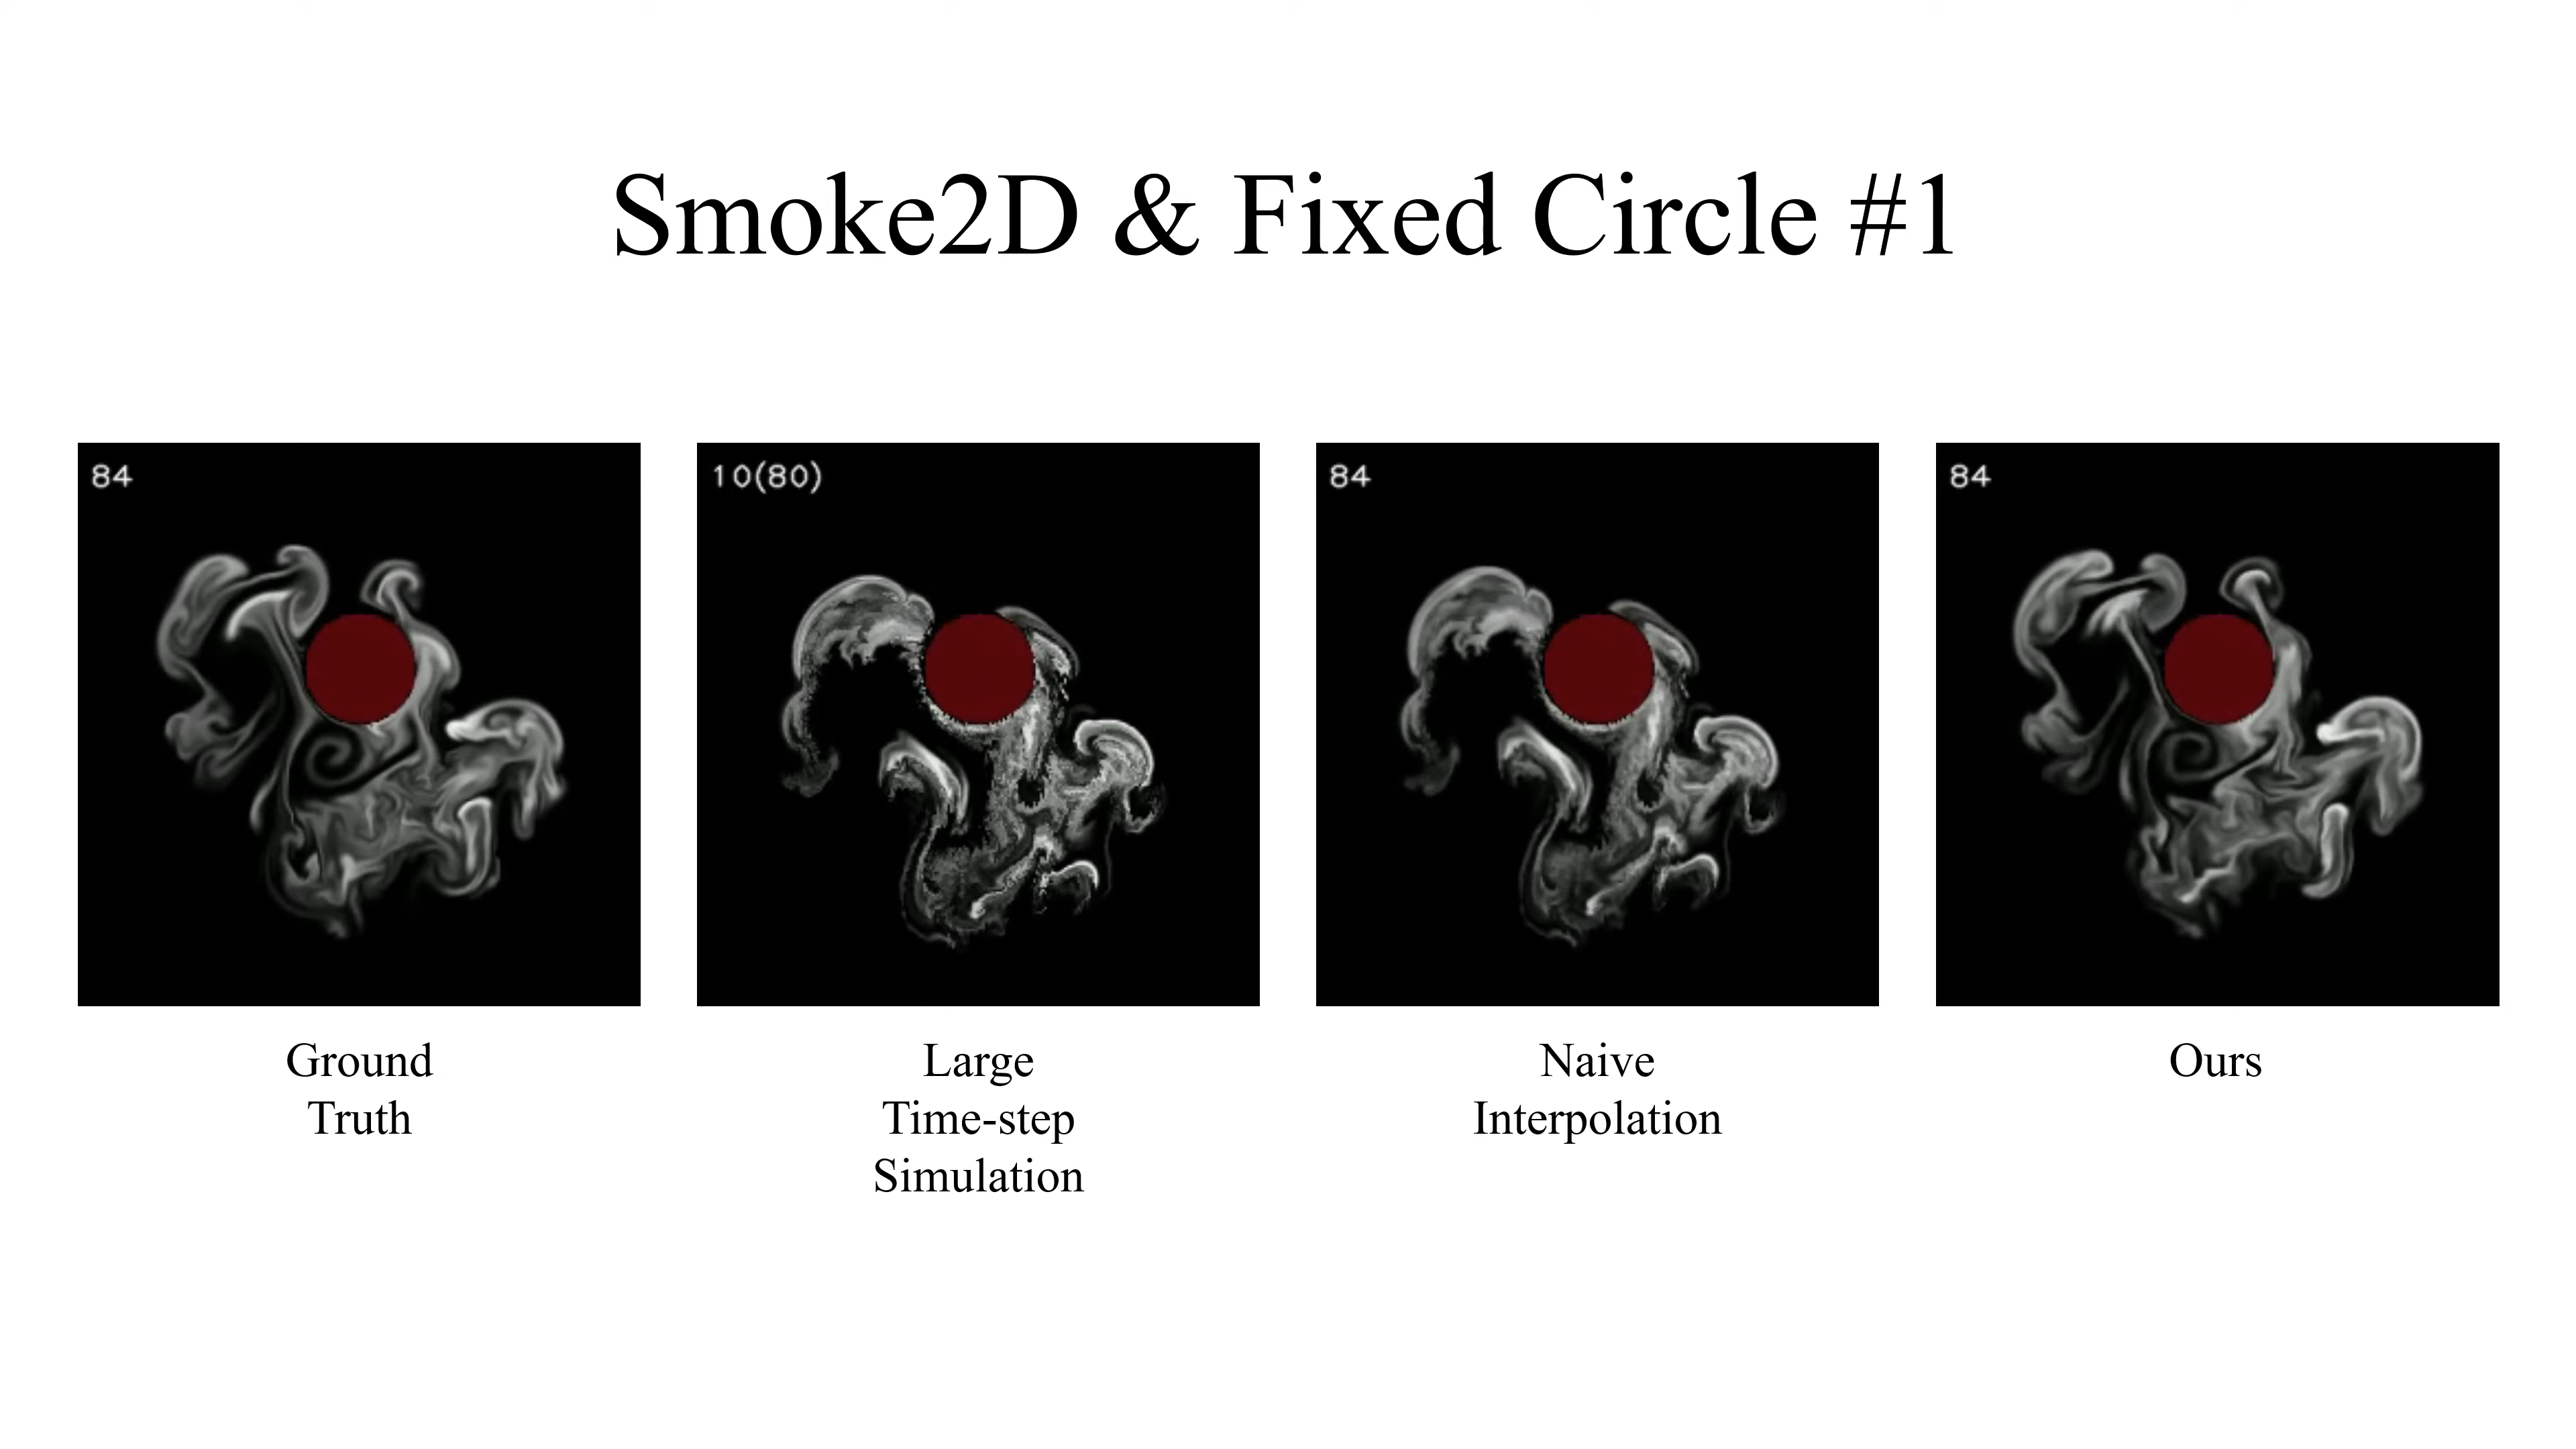 Smoke2D & Fixed Circle #1
84
10(80)
84
84
Ground
Truth
Large
Time-step
Simulation
Naive
Interpolation
Ours